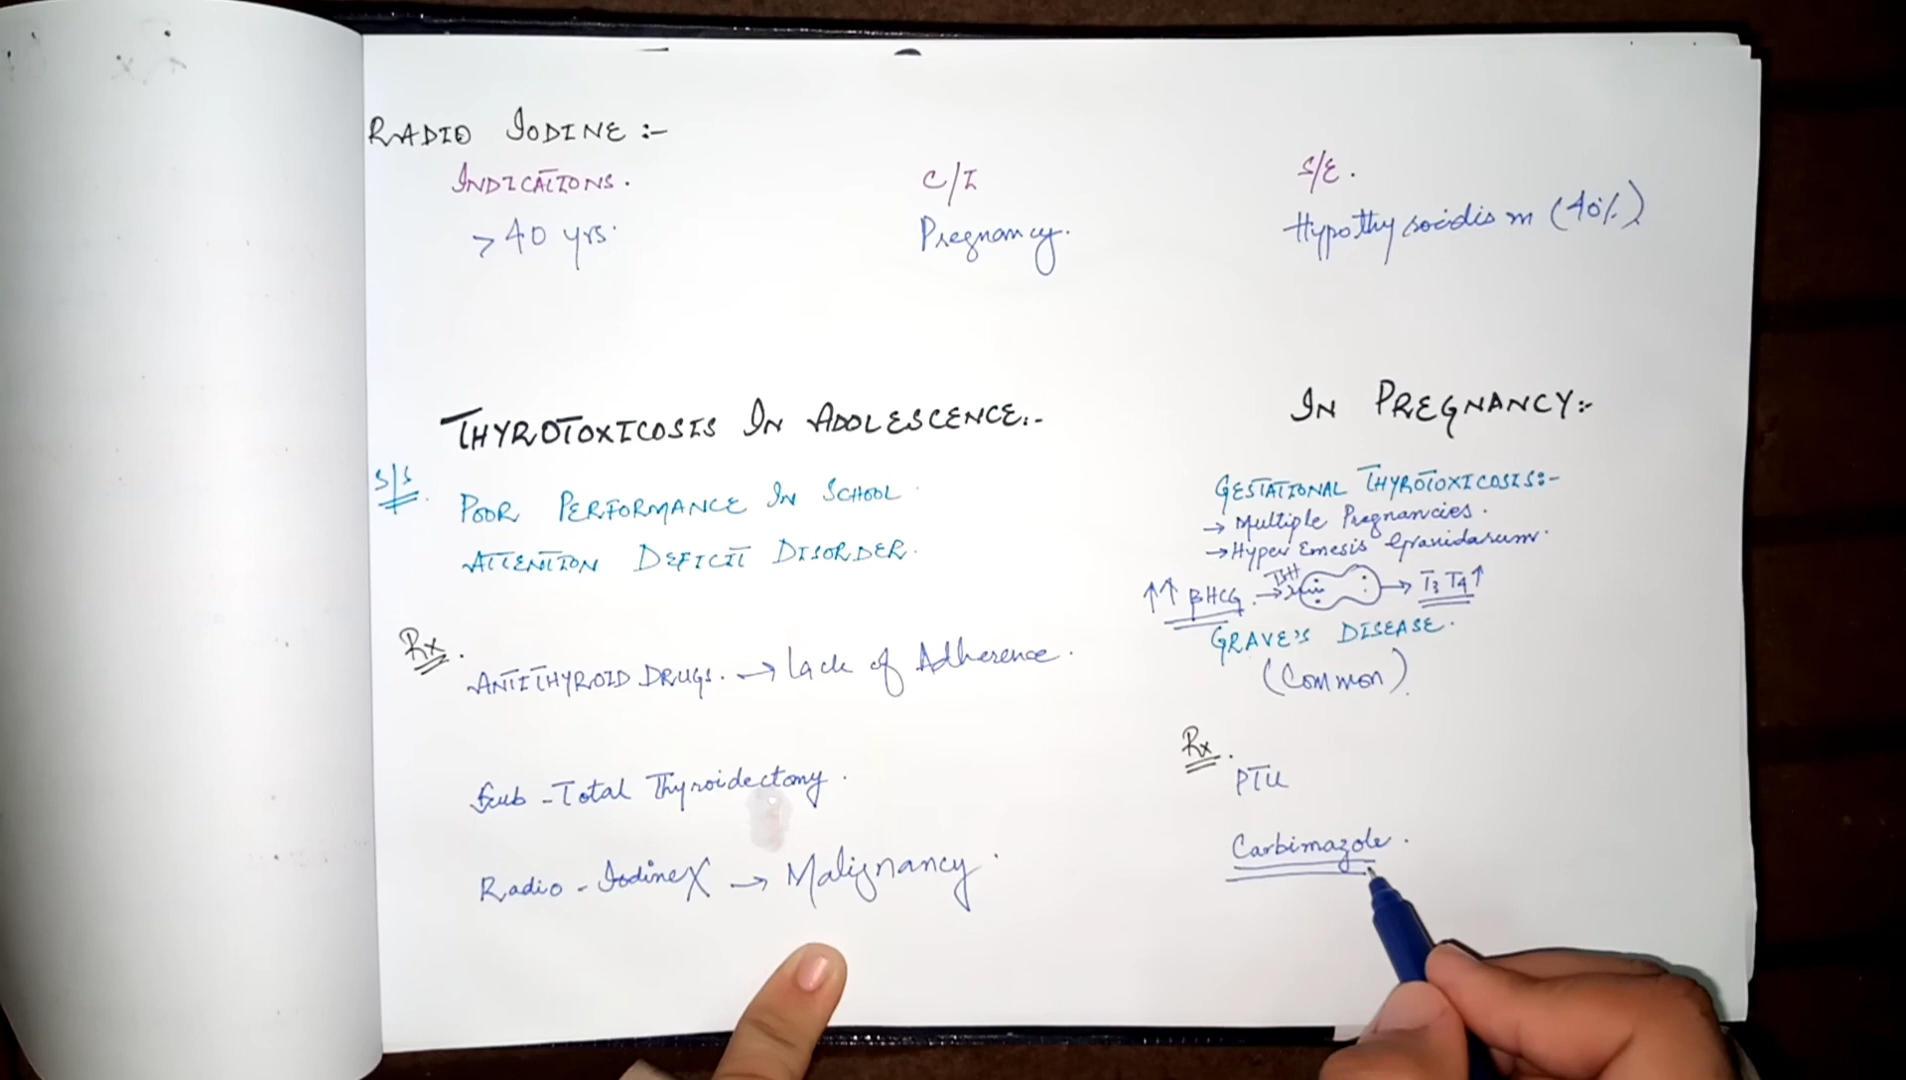 RADIO IODINE:-
INDICATIONS.
>40 yrs.
C/I
Pregnancy.
S/E.
Hypothyroidism (40%)
THYROTOXICOSIS IN ADOLESCENCE:-
S/S.
POOR PERFORMANCE IN SCHOOL.
ATTENTION DEFICIT DISORDER.
Rx.
ANTITHYROID DRUGS. → Lack of Adherence.
Sub-Total Thyroidectomy.
Radio-Iodine X → Malignancy.
IN PREGNANCY:-
GESTATIONAL THYROTOXICOSIS:-
→ Multiple Pregnancies.
→ Hyper Emesis Gravidarum.
↑↑ βHCG → TSH → T3 T4 ↑
GRAVE'S DISEASE.
(Common)
Rx.
PTU
Carbimazole.